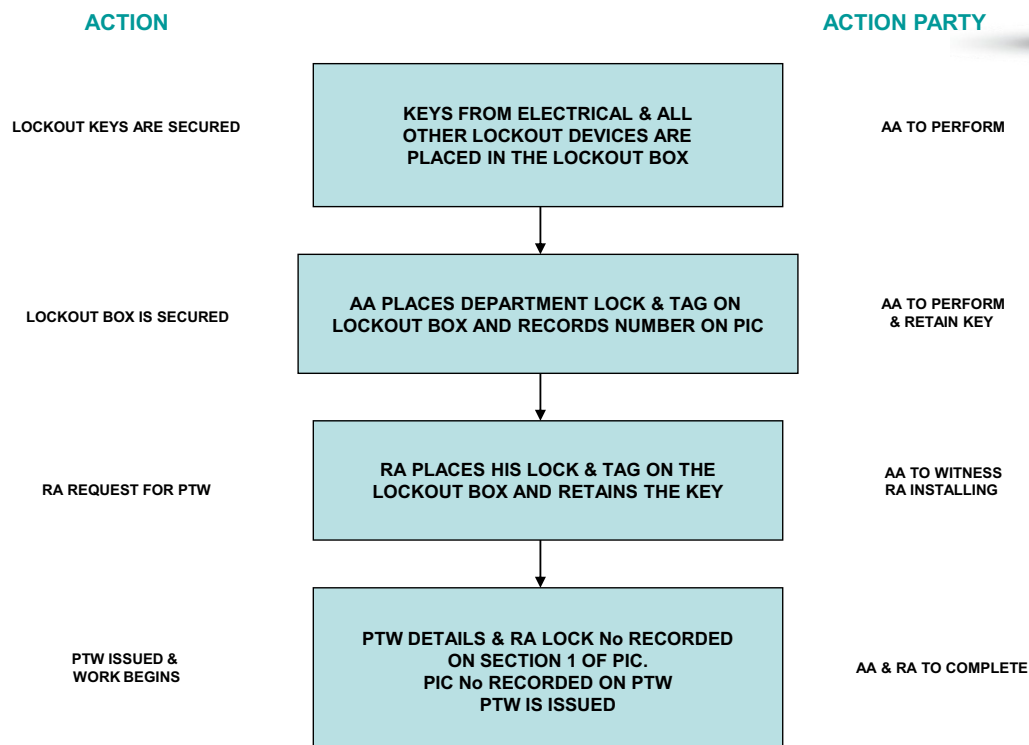 ACTION
ACTION PARTY
LOCKOUT KEYS ARE SECURED
KEYS FROM ELECTRICAL & ALL
OTHER LOCKOUT DEVICES ARE
PLACED IN THE LOCKOUT BOX
AA TO PERFORM
LOCKOUT BOX IS SECURED
AA PLACES DEPARTMENT LOCK & TAG ON
LOCKOUT BOX AND RECORDS NUMBER ON PIC
AA TO PERFORM
& RETAIN KEY
RA REQUEST FOR PTW
RA PLACES HIS LOCK & TAG ON THE
LOCKOUT BOX AND RETAINS THE KEY
AA TO WITNESS
RA INSTALLING
PTW ISSUED &
WORK BEGINS
PTW DETAILS & RA LOCK No RECORDED
ON SECTION 1 OF PIC.
PIC No RECORDED ON PTW
PTW IS ISSUED
AA & RA TO COMPLETE